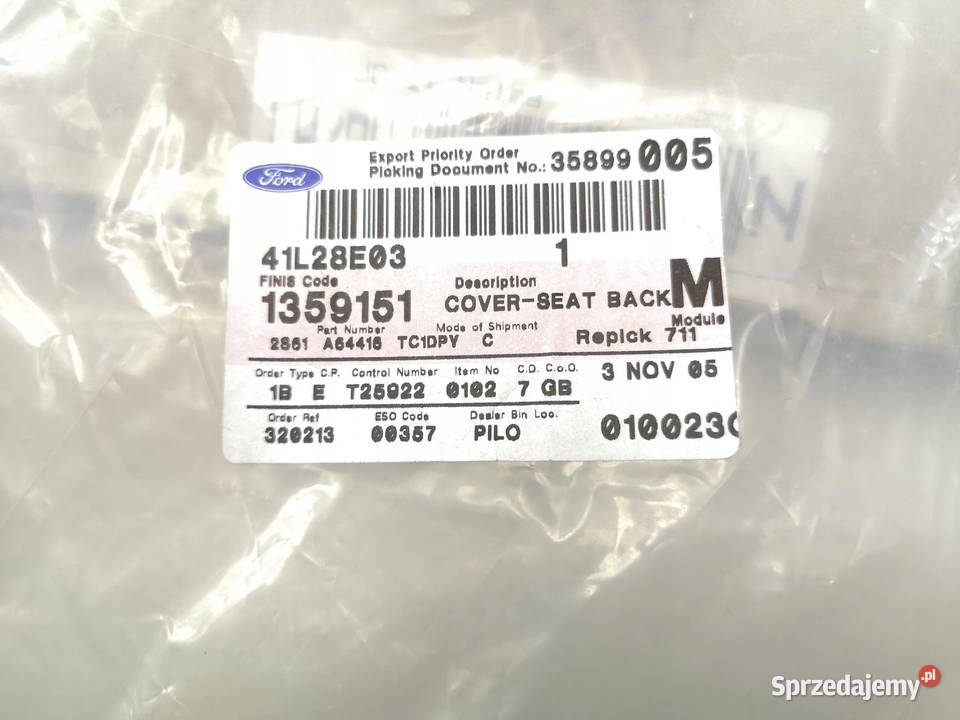 Ford
Export Priority Order
Picking Document No.: 35899 005
41L28E03 1
FINIS Code Description
1359151 COVER-SEAT BACK M
Part Number Mode of Shipment Module
2S61 A64416 TC1DPY C Repick 711
Order Type C.P. Control Number Item No C.D. C.o.O. 3 NOV 05
1B E T25922 0102 7 GB
Order Ref ESO Code Dealer Bin Loc.
320213 00357 PILO 010023
Sprzedajemy.pl